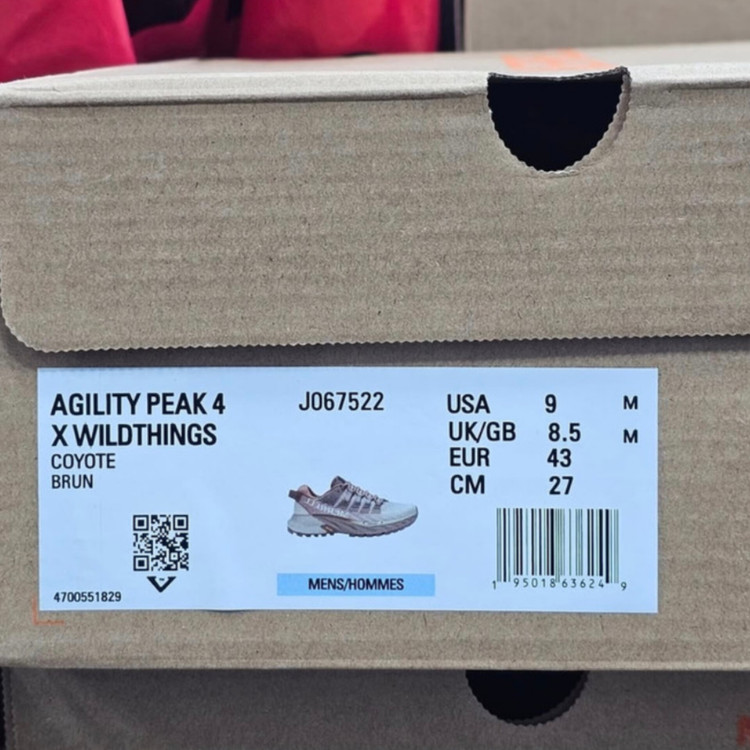 AGILITY PEAK 4
X WILDTHINGS
COYOTE
BRUN
4700551829
J067522
MENS/HOMMES
USA 9 M
UK/GB 8.5 M
EUR 43
CM 27
1 95018 63624 9